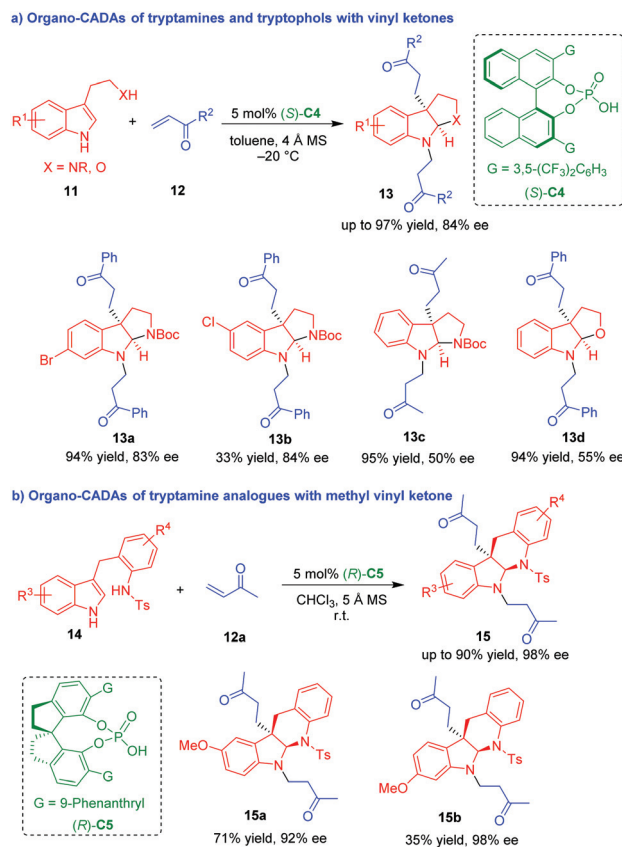 a) Organo-CADAs of tryptamines and tryptophols with vinyl ketones
R1
N
H
XH
X = NR, O
11
+
O
R2
12
5 mol% (S)-C4
toluene, 4 Å MS
–20 °C
R2
O
R1
N
H
X
O
R2
13
up to 97% yield, 84% ee
G
O
O
P
O
OH
G
G = 3,5-(CF3)2C6H3
(S)-C4
Ph
O
Br
N
H
NBoc
O
Ph
13a
94% yield, 83% ee
Ph
O
Cl
N
H
NBoc
O
Ph
13b
33% yield, 84% ee
O
N
H
NBoc
O
13c
95% yield, 50% ee
Ph
O
N
H
O
O
Ph
13d
94% yield, 55% ee
b) Organo-CADAs of tryptamine analogues with methyl vinyl ketone
R4
R3
N
H
HN
Ts
14
+
O
12a
5 mol% (R)-C5
CHCl3, 5 Å MS
r.t.
O
R4
R3
N
N
Ts
O
15
up to 90% yield, 98% ee
G
O
O
P
O
OH
G
G = 9-Phenanthryl
(R)-C5
O
MeO
N
N
Ts
O
15a
71% yield, 92% ee
O
MeO
N
N
Ts
O
15b
35% yield, 98% ee